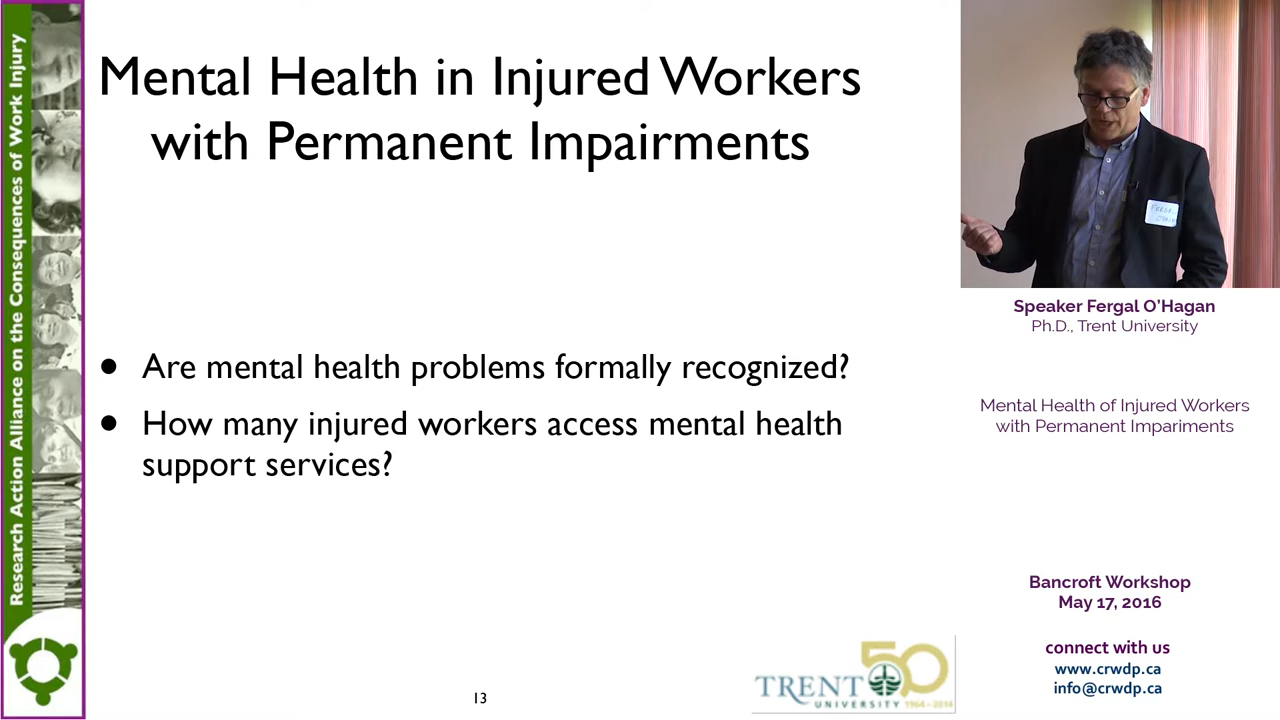 Research Action Alliance on the Consequences of Work Injury
Mental Health in Injured Workers
with Permanent Impairments
• Are mental health problems formally recognized?
• How many injured workers access mental health
support services?
13
TRENT
UNIVERSITY
50
1964-2014
Speaker Fergal O'Hagan
Ph.D., Trent University
Mental Health of Injured Workers
with Permanent Impariments
Bancroft Workshop
May 17, 2016
connect with us
www.crwdp.ca
info@crwdp.ca